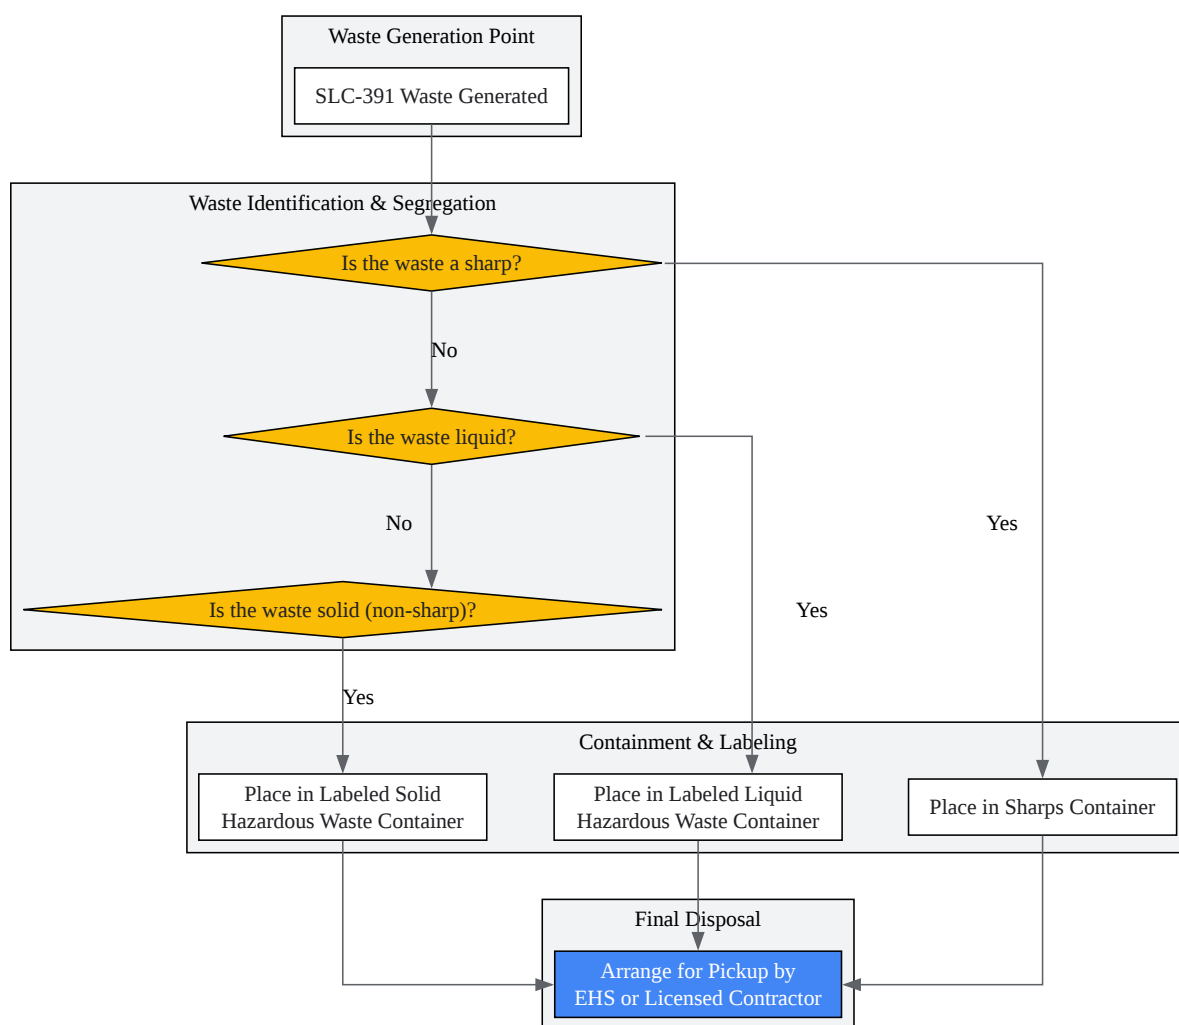 Waste Generation Point
SLC-391 Waste Generated
Waste Identification & Segregation
Is the waste a sharp?
No
Is the waste liquid?
No
Yes
Is the waste solid (non-sharp)?
Yes
Yes
Containment & Labeling
Place in Labeled Solid
Hazardous Waste Container
Place in Labeled Liquid
Hazardous Waste Container
Place in Sharps Container
Final Disposal
Arrange for Pickup by
EHS or Licensed Contractor